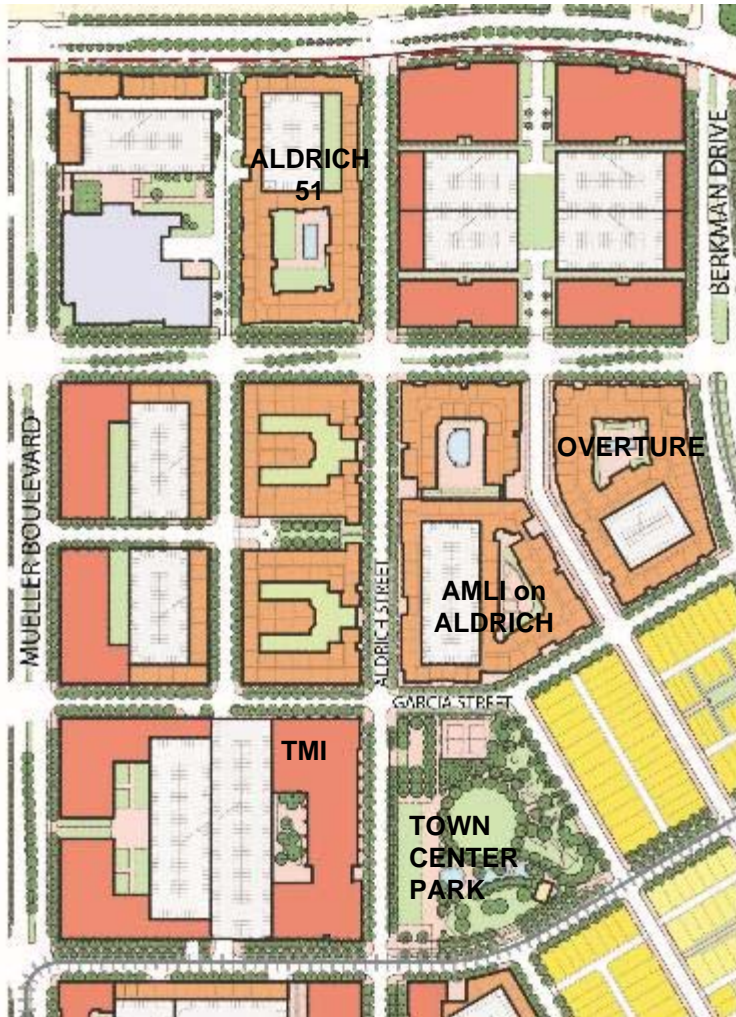 ALDRICH
51
BERKMAN DRIVE
MUELLER BOULEVARD
OVERTURE
ALDRICH STREET
AMLI on
ALDRICH
GARCIA STREET
TMI
TOWN
CENTER
PARK